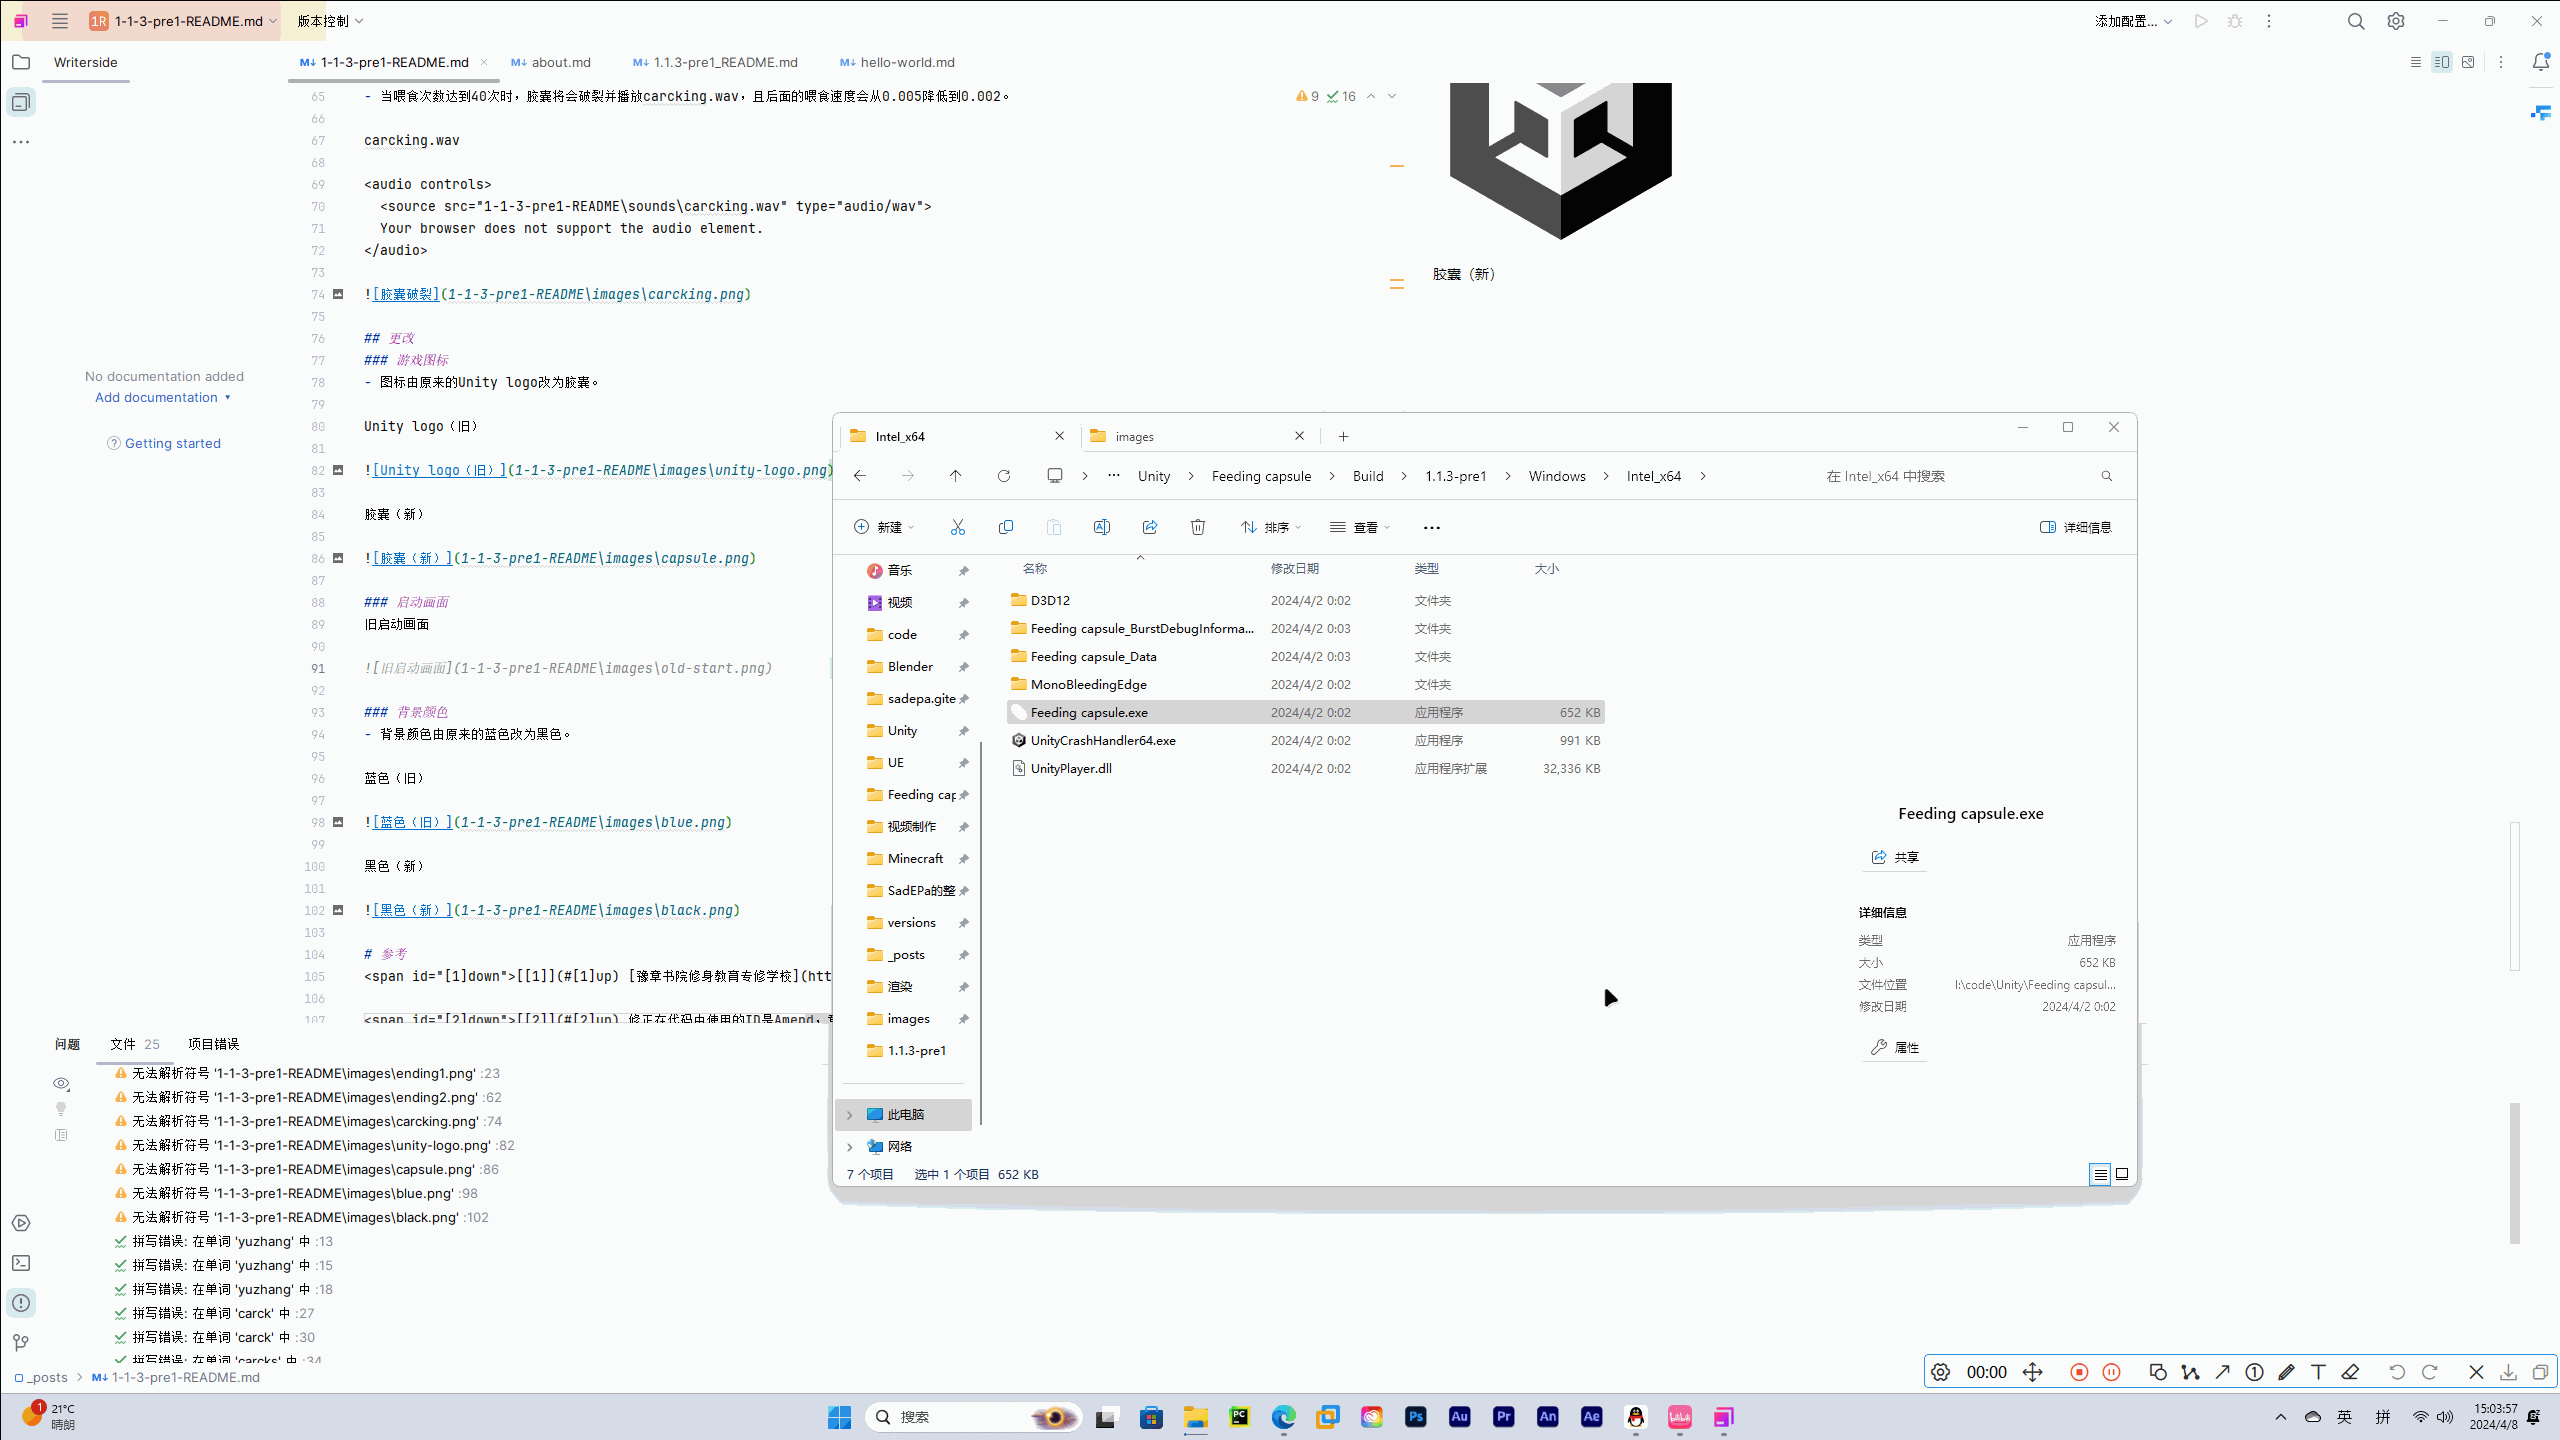 1R 1-1-3-pre1-README.md 版本控制 添加配置...
Writerside
1-1-3-pre1-README.md about.md 1.1.3-pre1_README.md hello-world.md
No documentation added
Add documentation
Getting started
65 - 当喂食次数达到40次时，胶囊将会破裂并播放carcking.wav，且后面的喂食速度会从0.005降低到0.002。
9 16
66
67 carcking.wav
68
69 <audio controls>
70 <source src="1-1-3-pre1-README\sounds\carcking.wav" type="audio/wav">
71 Your browser does not support the audio element.
72 </audio>
73
74 ![胶囊破裂](1-1-3-pre1-README\images\carcking.png)
75
76 ## 更改
77 ### 游戏图标
78 - 图标由原来的Unity logo改为胶囊。
79
80 Unity logo（旧）
81
82 ![Unity logo（旧）](1-1-3-pre1-README\images\unity-logo.png)
83
84 胶囊（新）
85
86 ![胶囊（新）](1-1-3-pre1-README\images\capsule.png)
87
88 ### 启动画面
89 旧启动画面
90
91 ![旧启动画面](1-1-3-pre1-README\images\old-start.png)
92
93 ### 背景颜色
94 - 背景颜色由原来的蓝色改为黑色。
95
96 蓝色（旧）
97
98 ![蓝色（旧）](1-1-3-pre1-README\images\blue.png)
99
100 黑色（新）
101
102 ![黑色（新）](1-1-3-pre1-README\images\black.png)
103
104 # 参考
105 <span id="[1]down">[[1]](#[1]up) [豫章书院修身教育专修学校](htt
106
107 <span id="[2]down">[[2]](#[2]up) 修正在代码中使用的ID是Amend，
胶囊（新）
Intel_x64
images
Unity Feeding capsule Build 1.1.3-pre1 Windows Intel_x64
在 Intel_x64 中搜索
新建 排序 查看 详细信息
音乐
视频
code
Blender
sadepa.gite
Unity
UE
Feeding cap
视频制作
Minecraft
SadEPa的整
versions
_posts
渲染
images
1.1.3-pre1
此电脑
网络
名称 修改日期 类型 大小
D3D12 2024/4/2 0:02 文件夹
Feeding capsule_BurstDebugInforma... 2024/4/2 0:03 文件夹
Feeding capsule_Data 2024/4/2 0:03 文件夹
MonoBleedingEdge 2024/4/2 0:02 文件夹
Feeding capsule.exe 2024/4/2 0:02 应用程序 652 KB
UnityCrashHandler64.exe 2024/4/2 0:02 应用程序 991 KB
UnityPlayer.dll 2024/4/2 0:02 应用程序扩展 32,336 KB
Feeding capsule.exe
共享
详细信息
类型 应用程序
大小 652 KB
文件位置 I:\code\Unity\Feeding capsul...
修改日期 2024/4/2 0:02
属性
7 个项目 选中 1 个项目 652 KB
问题 文件 25 项目错误
无法解析符号 '1-1-3-pre1-README\images\ending1.png' :23
无法解析符号 '1-1-3-pre1-README\images\ending2.png' :62
无法解析符号 '1-1-3-pre1-README\images\carcking.png' :74
无法解析符号 '1-1-3-pre1-README\images\unity-logo.png' :82
无法解析符号 '1-1-3-pre1-README\images\capsule.png' :86
无法解析符号 '1-1-3-pre1-README\images\blue.png' :98
无法解析符号 '1-1-3-pre1-README\images\black.png' :102
拼写错误: 在单词 'yuzhang' 中 :13
拼写错误: 在单词 'yuzhang' 中 :15
拼写错误: 在单词 'yuzhang' 中 :18
拼写错误: 在单词 'carck' 中 :27
拼写错误: 在单词 'carck' 中 :30
拼写错误: 在单词 'carcks' 中 :34
_posts 1-1-3-pre1-README.md
00:00
1
21°C
晴朗
搜索
PC Ps Au Pr An Ae
英 拼
15:03:57
2024/4/8